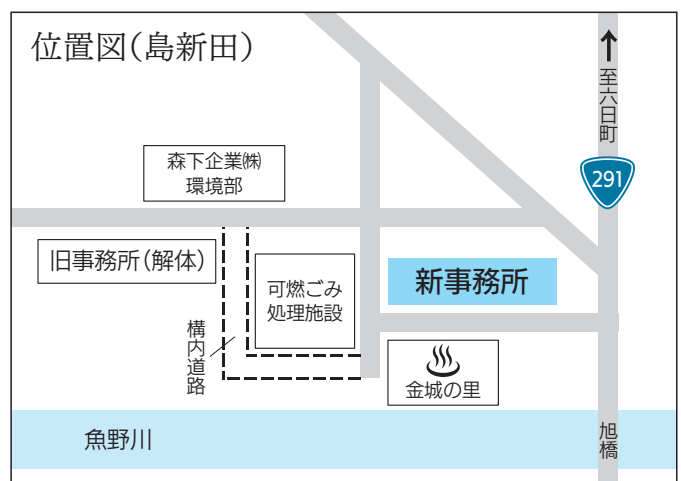 位置図(島新田)
↑至六日町
291
森下企業㈱
環境部
旧事務所(解体)
可燃ごみ
処理施設
新事務所
構内道路
金城の里
魚野川
旭橋